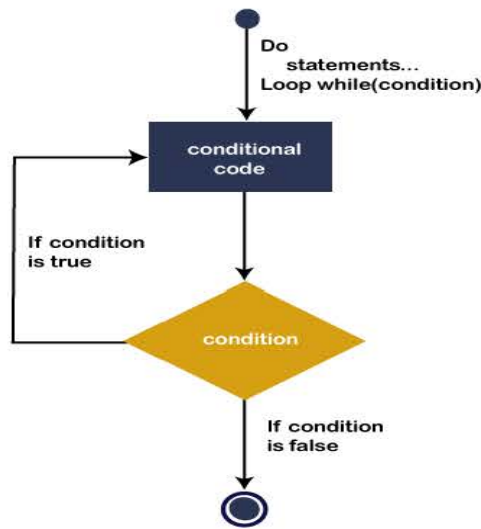 Do
statements...
Loop while(condition)
conditional
code
If condition
is true
condition
If condition
is false